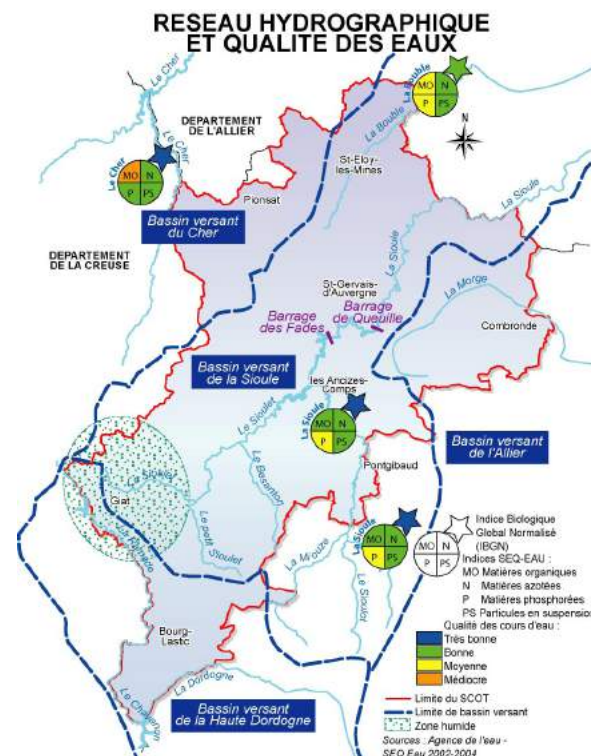 RESEAU HYDROGRAPHIQUE
ET QUALITE DES EAUX
Le Cher
La Bouble
MO N
P PS
DEPARTEMENT
DE L'ALLIER
La Bouble
N
Le Cher
Le Cher
MO N
P PS
St-Eloy-
les-Mines
La Sioule
Pionsat
Bassin versant
du Cher
DEPARTEMENT
DE LA CREUSE
La Sioule
St-Gervais-
d'Auvergne
La Morge
Barrage
des Fades
Barrage
de Queuille
Combronde
Bassin versant
de la Sioule
les Ancizes-
Comps
Le Sioulet
La Sioule
MO N
P PS
Bassin versant
de l'Allier
Pontgibaud
Le Besanton
Giat
Le petit
Sioulet
La Sioule
MO N
P PS
La Miouze
Le Sioulot
Bourg-
Lastic
La Dordogne
Le Chavanon
Bassin versant
de la Haute Dordogne
Indice Biologique
Global Normalisé
(IBGN)
MO N
P PS
Indices SEQ-EAU :
MO Matières organiques
N Matières azotées
P Matières phosphorées
PS Particules en suspension
Qualité des cours d'eau :
Très bonne
Bonne
Moyenne
Médiocre
Limite du SCOT
Limite de bassin versant
Zone humide
Sources : Agence de l'eau -
SEQ Eau 2002-2004